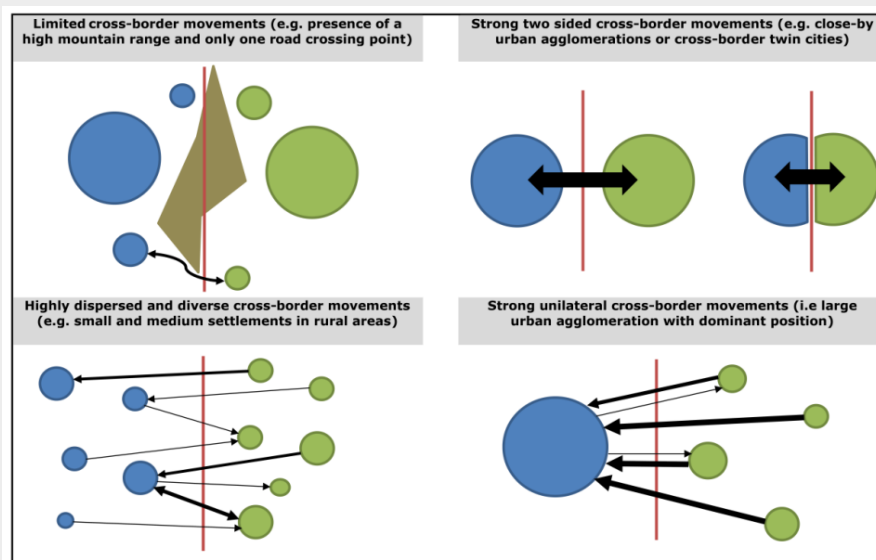 Limited cross-border movements (e.g. presence of a
high mountain range and only one road crossing point)
Strong two sided cross-border movements (e.g. close-by
urban agglomerations or cross-border twin cities)
Highly dispersed and diverse cross-border movements
(e.g. small and medium settlements in rural areas)
Strong unilateral cross-border movements (i.e large
urban agglomeration with dominant position)